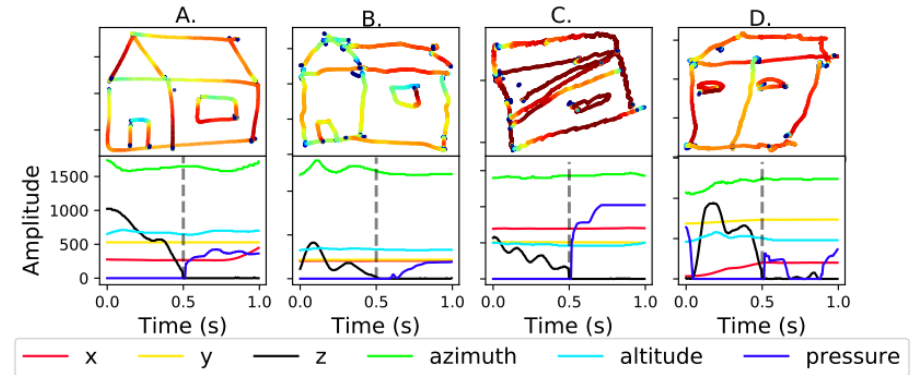 A. B. C. D.
1500
1000
500
0
Amplitude
0.0 0.5 1.0 0.0 0.5 1.0 0.0 0.5 1.0 0.0 0.5 1.0
Time (s) Time (s) Time (s) Time (s)
x y z azimuth altitude pressure